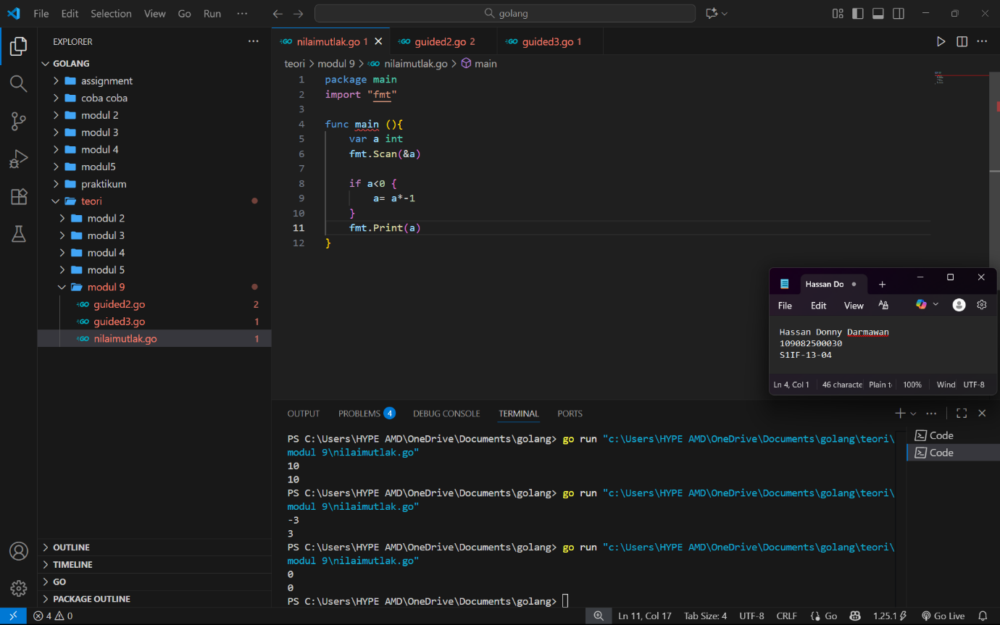 File Edit Selection View Go Run ···
golang
EXPLORER ···
GOLANG
assignment
coba coba
modul 2
modul 3
modul 4
modul5
praktikum
teori
modul 2
modul 3
modul 4
modul 5
modul 9
guided2.go 2
guided3.go 1
nilaimutlak.go 1
OUTLINE
TIMELINE
GO
PACKAGE OUTLINE
GO nilaimutlak.go 1
GO guided2.go 2
GO guided3.go 1
teori > modul 9 > GO nilaimutlak.go > main
1 package main
2 import "fmt"
3
4 func main (){
5 var a int
6 fmt.Scan(&a)
7
8 if a<0 {
9 a= a*-1
10 }
11 fmt.Print(a)
12 }
Hassan Do
File Edit View
Hassan Donny Darmawan
109082500030
S1IF-13-04
Ln 4, Col 1 46 characte Plain t 100% Wind UTF-8
OUTPUT PROBLEMS 4 DEBUG CONSOLE TERMINAL PORTS
PS C:\Users\HYPE AMD\OneDrive\Documents\golang> go run "c:\Users\HYPE AMD\OneDrive\Documents\golang\teori\
modul 9\nilaimutlak.go"
10
10
PS C:\Users\HYPE AMD\OneDrive\Documents\golang> go run "c:\Users\HYPE AMD\OneDrive\Documents\golang\teori\
modul 9\nilaimutlak.go"
-3
3
PS C:\Users\HYPE AMD\OneDrive\Documents\golang> go run "c:\Users\HYPE AMD\OneDrive\Documents\golang\teori\
modul 9\nilaimutlak.go"
0
0
PS C:\Users\HYPE AMD\OneDrive\Documents\golang>
Code
Code
4 0
Ln 11, Col 17 Tab Size: 4 UTF-8 CRLF Go 1.25.1 Go Live